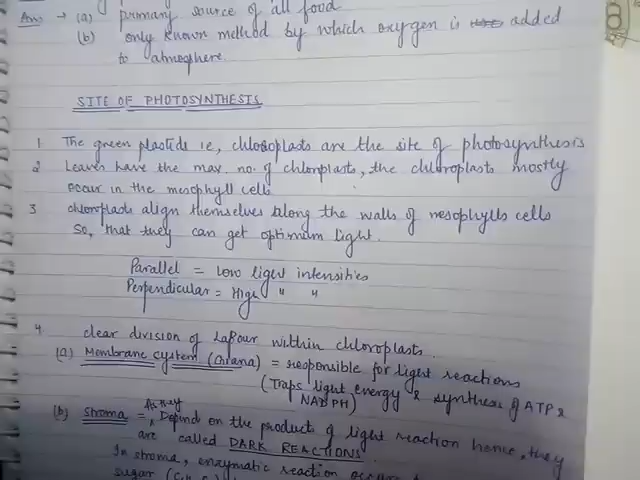 Ans → (a) primary source of all food
(b) only known method by which oxygen is added
to atmosphere.
SITE OF PHOTOSYNTHESIS
1 The green plastids ie, chloroplasts are the site of photosynthesis
2 Leaves have the max. no. of chloroplasts, the chloroplasts mostly
occur in the mesophyll cells.
3 chloroplasts align themselves along the walls of mesophylls cells
So, that they can get optimum light.
Parallel = Low light intensities
Perpendicular = High " "
4 clear division of Labour within chloroplasts.
(a) Membrane system (Grana) = responsible for light reactions
(Traps light energy & synthesis of ATP &
NADPH)
(b) Stroma = As they Depend on the product of light reaction hence, they
are called DARK REACTIONS.
In stroma, enzymatic reaction
sugar